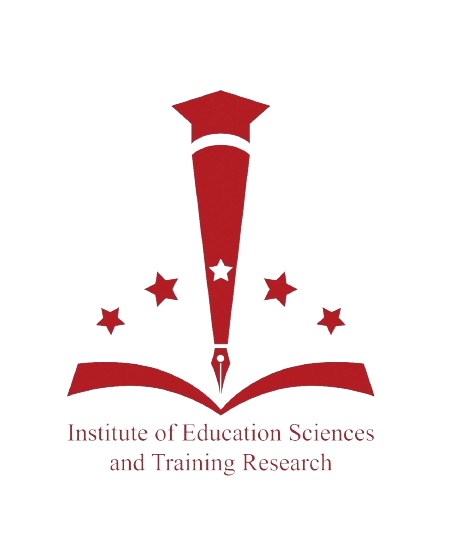 Institute of Education Sciences
and Training Research